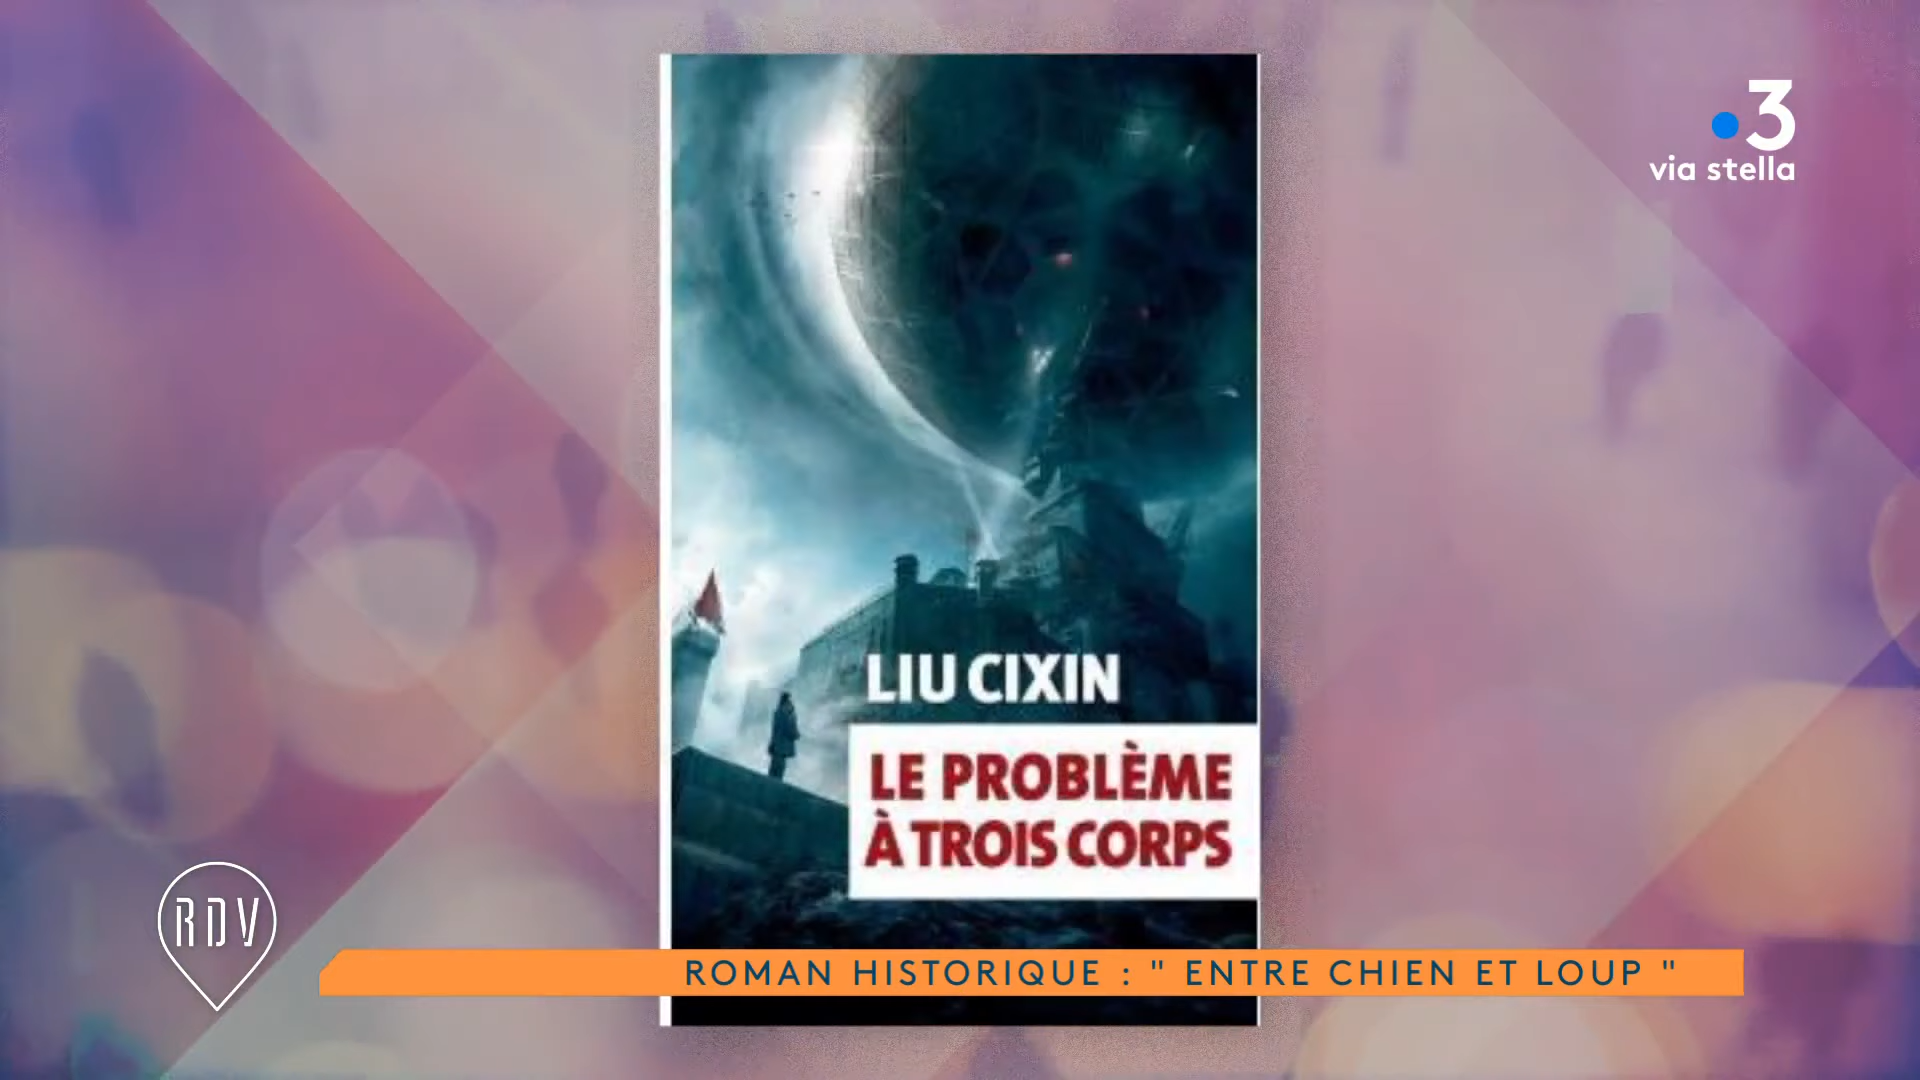 3
via stella
LIU CIXIN
LE PROBLÈME
À TROIS CORPS
RDV
ROMAN HISTORIQUE : " ENTRE CHIEN ET LOUP "